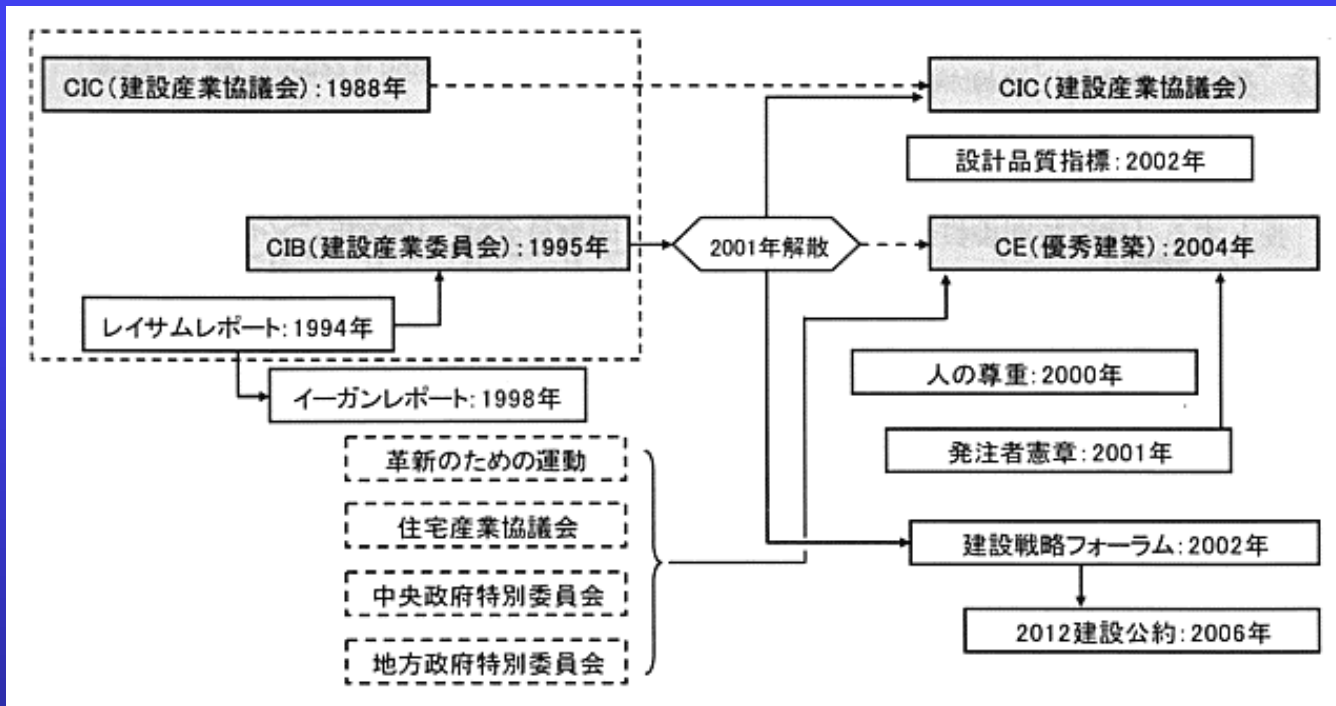 CIC(建設産業協議会):1988年
CIC(建設産業協議会)
設計品質指標:2002年
CIB(建設産業委員会):1995年
2001年解散
CE(優秀建築):2004年
レイサムレポート:1994年
イーガンレポート:1998年
人の尊重:2000年
発注者憲章:2001年
革新のための運動
住宅産業協議会
中央政府特別委員会
地方政府特別委員会
建設戦略フォーラム:2002年
2012建設公約:2006年